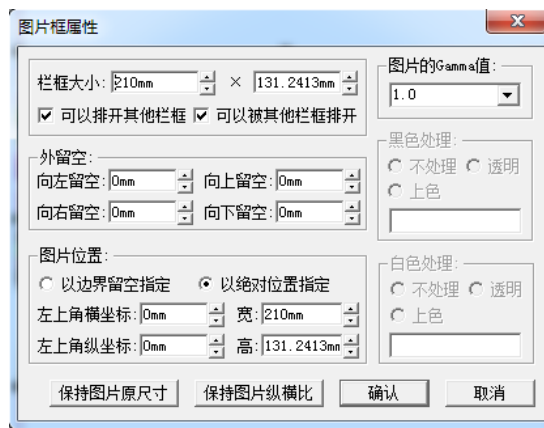 图片框属性
栏框大小: 210mm × 131.2413mm
可以排开其他栏框 可以被其他栏框排开
外留空:
向左留空: 0mm 向上留空: 0mm
向右留空: 0mm 向下留空: 0mm
图片位置:
以边界留空指定 以绝对位置指定
左上角横坐标: 0mm 宽: 210mm
左上角纵坐标: 0mm 高: 131.2413mm
图片的Gamma值:
1.0
黑色处理:
不处理 透明
上色
白色处理:
不处理 透明
上色
保持图片原尺寸 保持图片纵横比 确认 取消